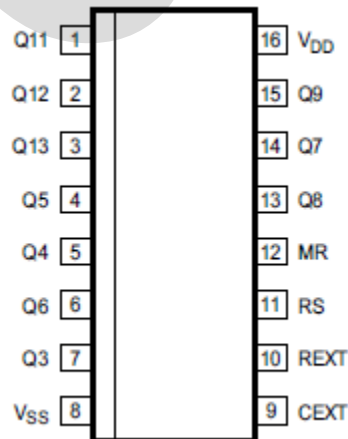 Q11 1 16 VDD
Q12 2 15 Q9
Q13 3 14 Q7
Q5 4 13 Q8
Q4 5 12 MR
Q6 6 11 RS
Q3 7 10 REXT
VSS 8 9 CEXT